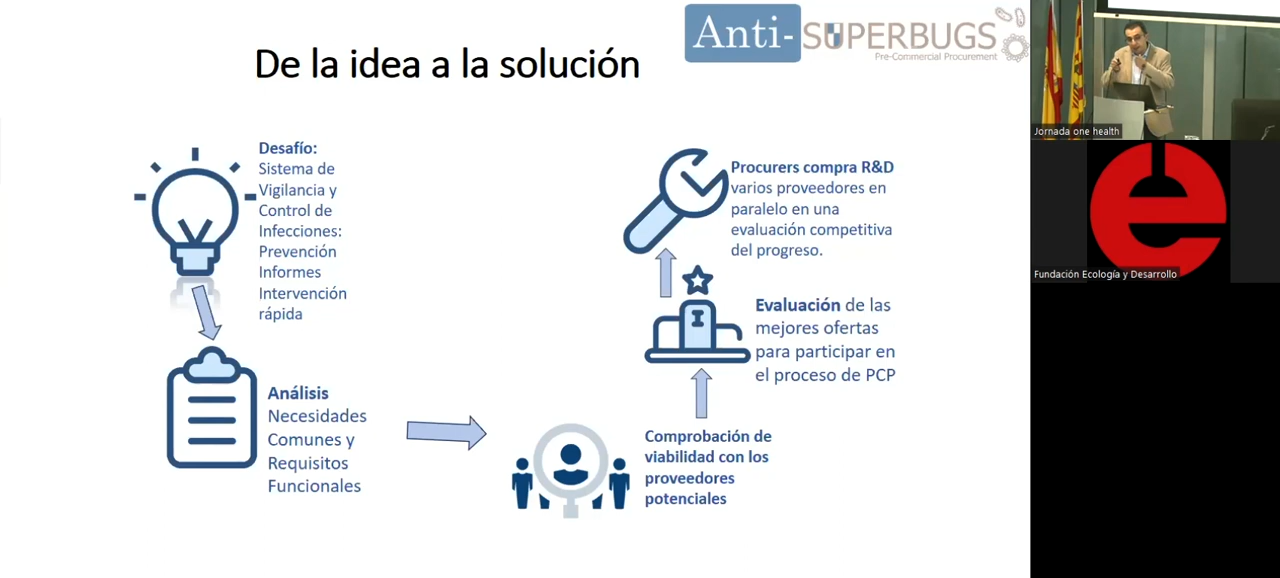 De la idea a la solución
Anti-SUPERBUGS
Pre-Commercial Procurement
Desafío:
Sistema de
Vigilancia y
Control de
Infecciones:
Prevención
Informes
Intervención
rápida
Análisis
Necesidades
Comunes y
Requisitos
Funcionales
Comprobación de
viabilidad con los
proveedores
potenciales
I
Evaluación de las
mejores ofertas
para participar en
el proceso de PCP
Procurers compra R&D
varios proveedores en
paralelo en una
evaluación competitiva
del progreso.
Jornada one health
e
Fundación Ecología y Desarrollo